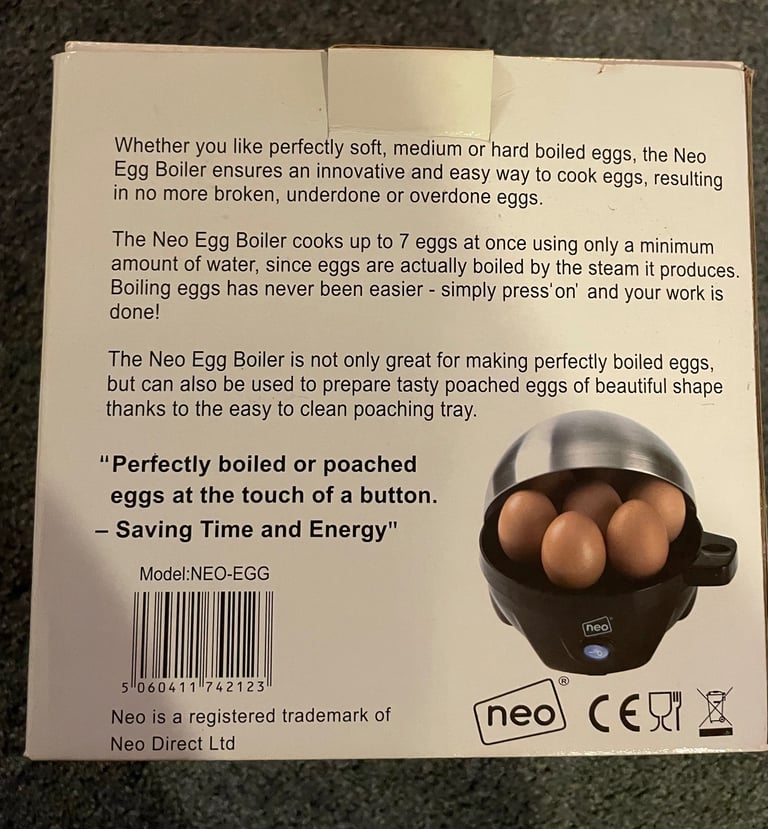 Whether you like perfectly soft, medium or hard boiled eggs, the Neo
Egg Boiler ensures an innovative and easy way to cook eggs, resulting
in no more broken, underdone or overdone eggs.
The Neo Egg Boiler cooks up to 7 eggs at once using only a minimum
amount of water, since eggs are actually boiled by the steam it produces.
Boiling eggs has never been easier - simply press'on' and your work is
done!
The Neo Egg Boiler is not only great for making perfectly boiled eggs,
but can also be used to prepare tasty poached eggs of beautiful shape
thanks to the easy to clean poaching tray.
"Perfectly boiled or poached
eggs at the touch of a button.
– Saving Time and Energy"
Model:NEO-EGG
5 060411 742123
Neo is a registered trademark of
Neo Direct Ltd
neo
neo ® CE